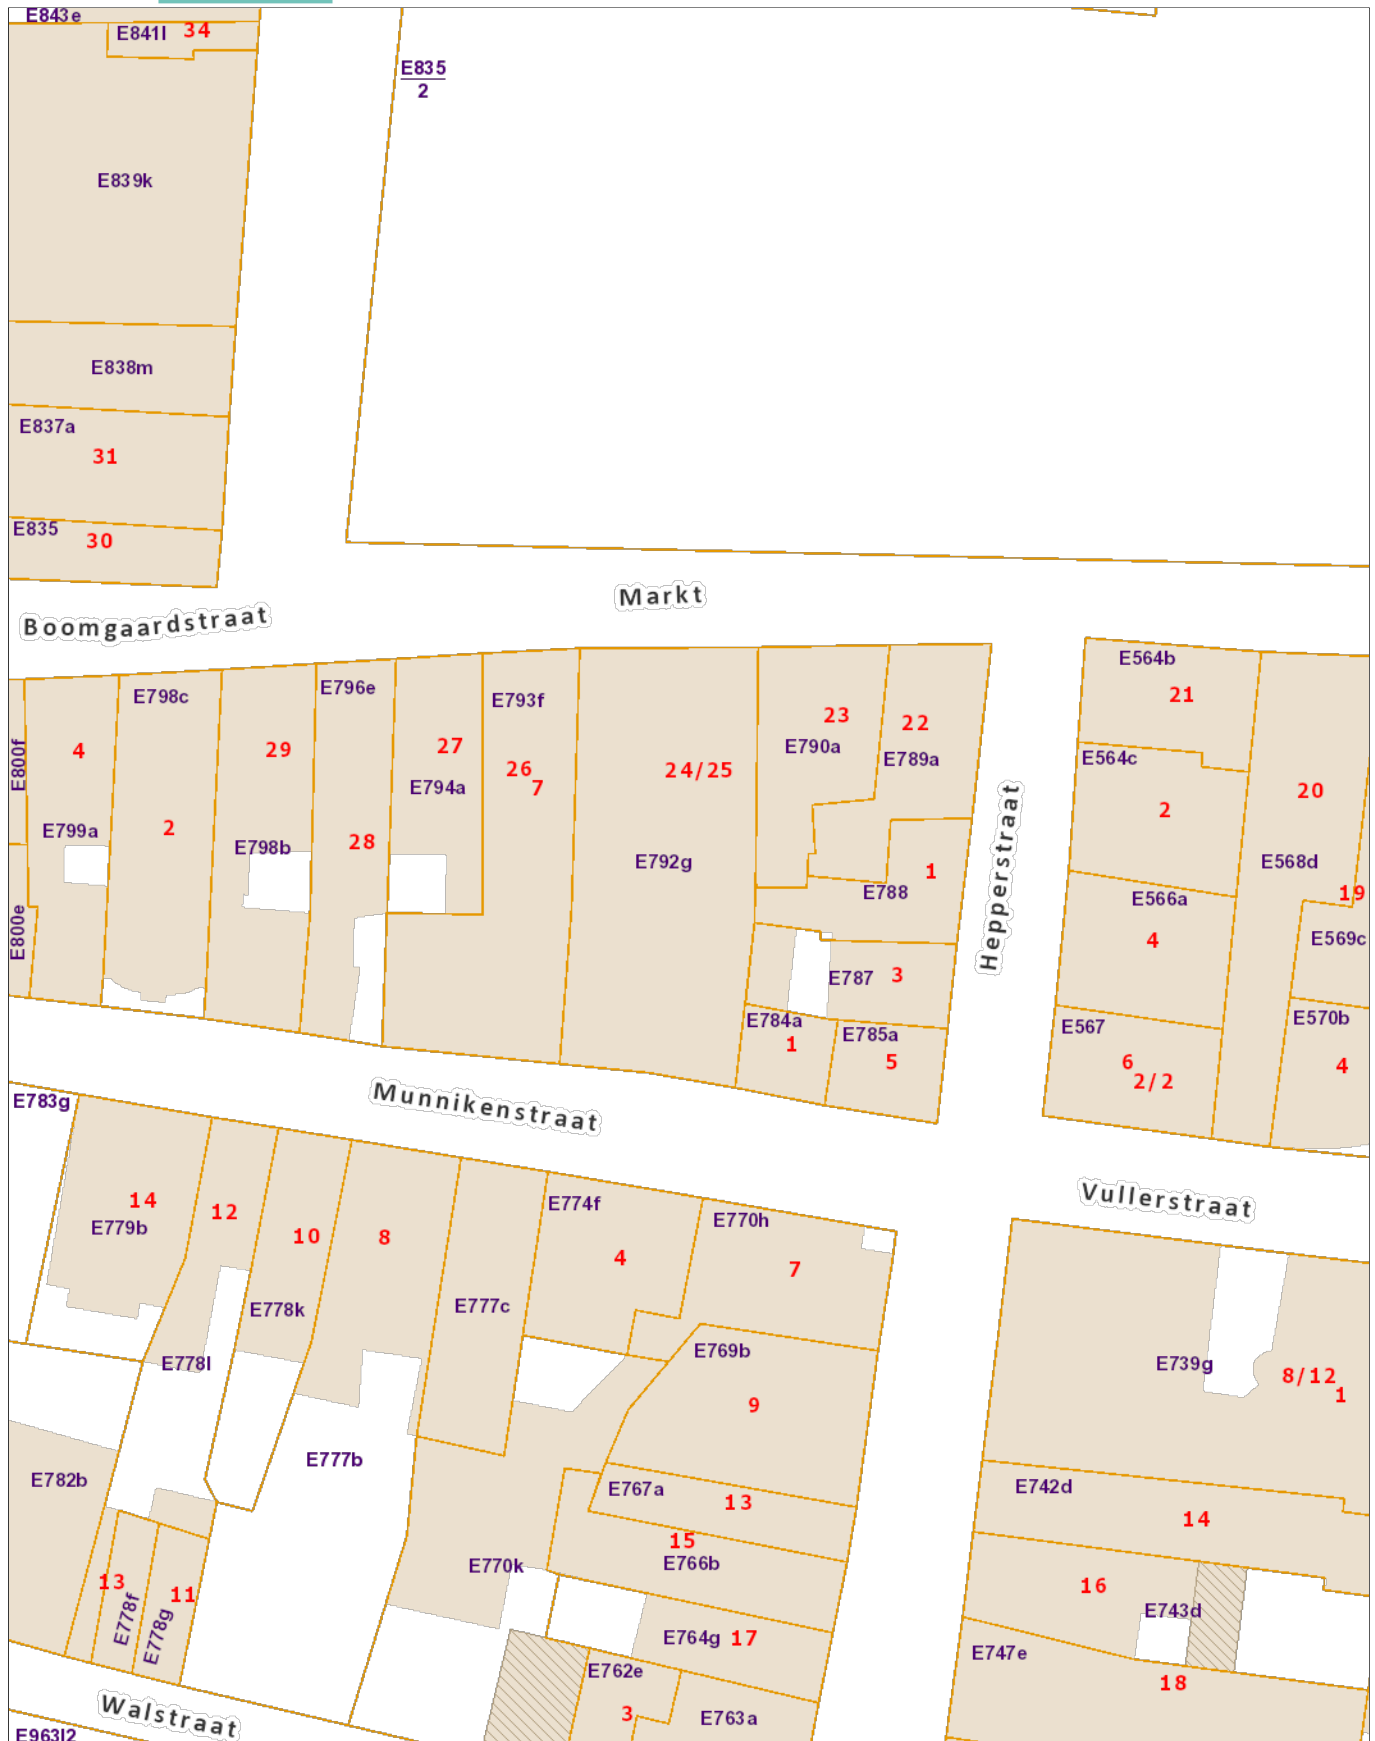 E843e
E841l 34
E835
2
E839k
E838m
E837a
31
E835
30
Markt
Boomgaardstraat
E564b
21
E798c
E796e
E793f
23
22
E790a
E789a
E564c
4
29
27
26
7
24/25
E800f
E794a
20
2
E799a
2
E798b
28
E792g
E568d
1
E788
Hepperstraat
19
E566a
4
E569c
E800e
E787 3
E784a
1
E785a
5
E567
6
2/2
E570b
4
E783g
Munnikenstraat
Vullerstraat
14
E779b
12
10
8
E774f
4
E770h
7
E778k
E777c
E778l
E769b
9
E739g
8/12
1
E777b
E782b
E767a
13
E742d
14
15
E766b
E770k
13
E778f
11
E778g
16
E743d
E764g 17
E747e
18
E762e
3
E763a
Walstraat
E963l2